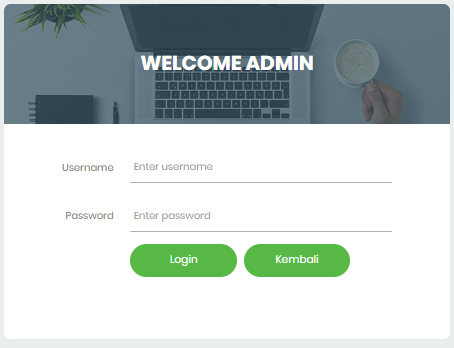 WELCOME ADMIN
Username Enter username
Password Enter password
Login Kembali